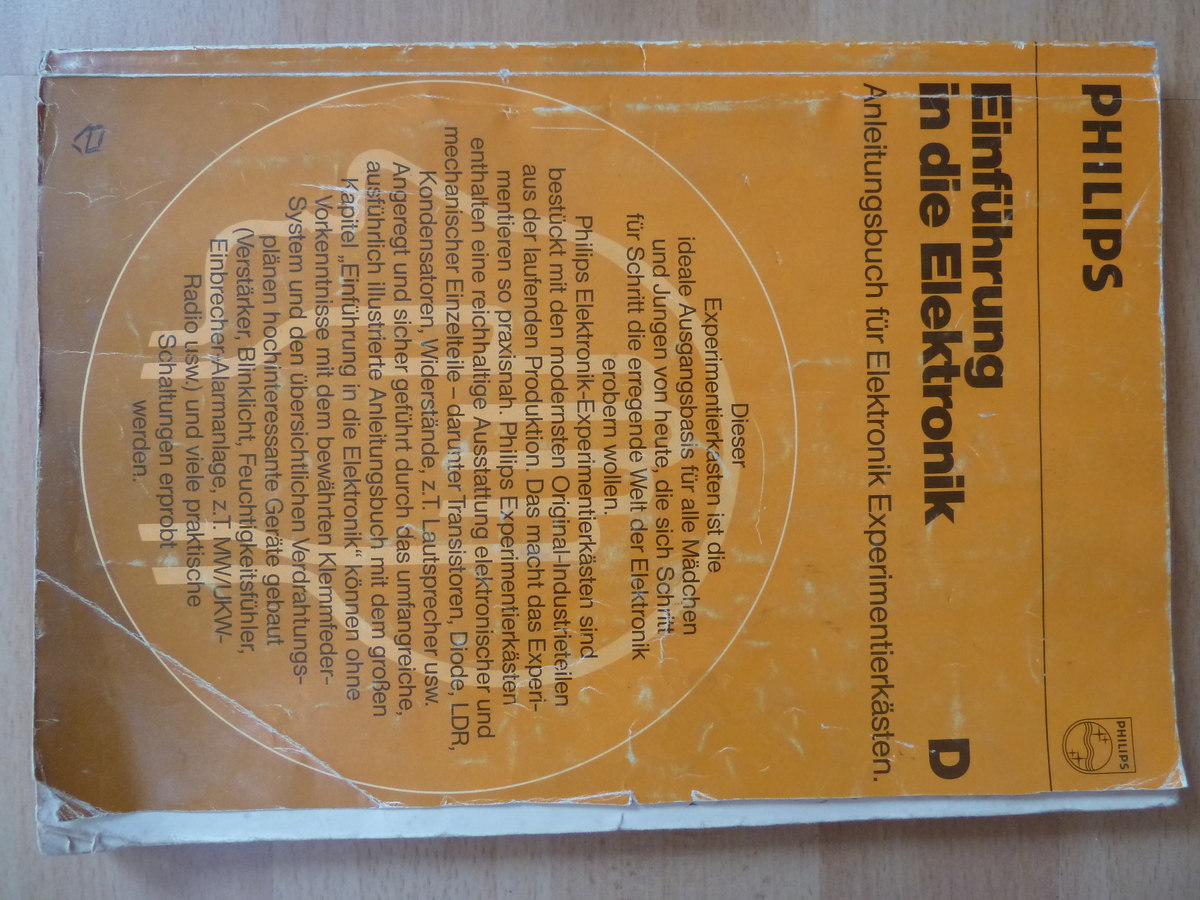 PHILIPS
PHILIPS
Einführung
in die Elektronik
D
Anleitungsbuch für Elektronik Experimentierkästen.
Dieser
Experimentierkasten ist die
ideale Ausgangsbasis für alle Mädchen
und Jungen von heute, die sich Schritt
für Schritt die erregende Welt der Elektronik
erobern wollen.
Philips Elektronik-Experimentierkästen sind
bestückt mit den modernsten Original-Industrieteilen
aus der laufenden Produktion. Das macht das Experi-
mentieren so praxisnah. Philips Experimentierkästen
enthalten eine reichhaltige Ausstattung elektronischer und
mechanischer Einzelteile – darunter Transistoren, Diode, LDR,
Kondensatoren, Widerstände, z.T. Lautsprecher usw.
Angeregt und sicher geführt durch das umfangreiche,
ausführlich illustrierte Anleitungsbuch mit dem großen
Kapitel „Einführung in die Elektronik“ können ohne
Vorkenntnisse mit dem bewährten Klemmfeder-
System und den übersichtlichen Verdrahtungs-
plänen hochinteressante Geräte gebaut
(Verstärker, Blinklicht, Feuchtigkeitsfühler,
Einbrecher-Alarmanlage, z.T. MW/UKW-
Radio usw.) und viele praktische
Schaltungen erprobt
werden.